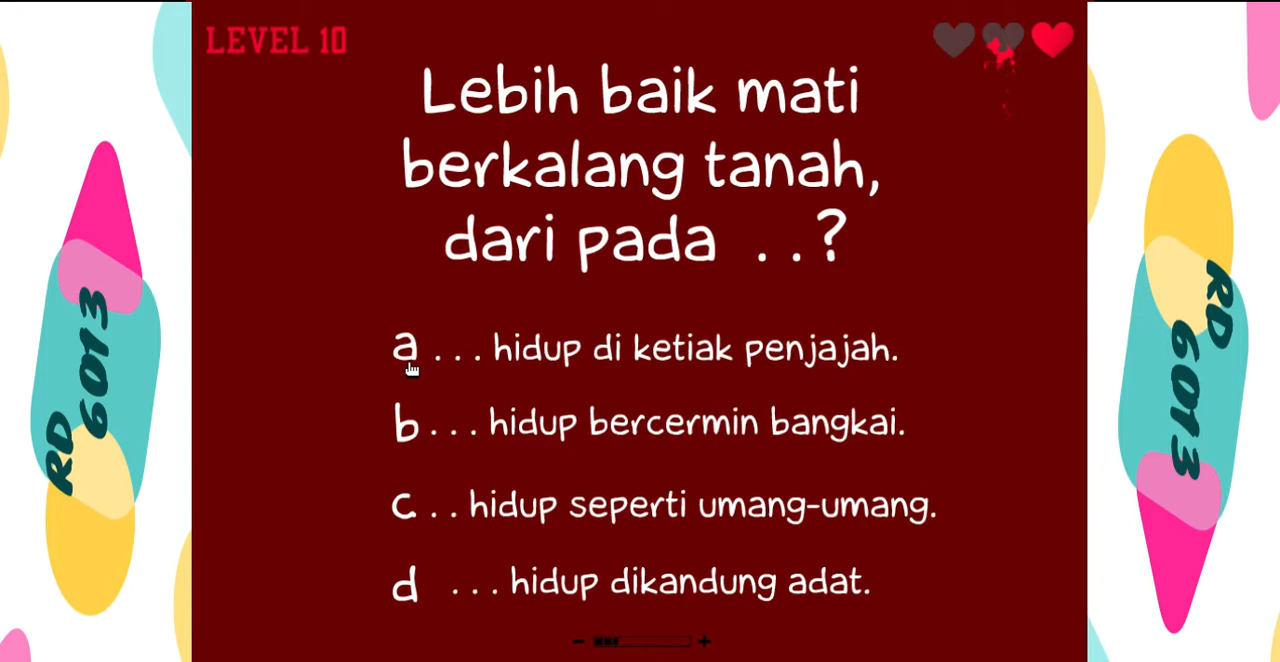 LEVEL 10
Lebih baik mati
berkalang tanah,
dari pada . . ?
a . . . hidup di ketiak penjajah.
b . . . hidup bercermin bangkai.
c . . hidup seperti umang-umang.
d . . . hidup dikandung adat.
- +
RD
6013
RD
6013